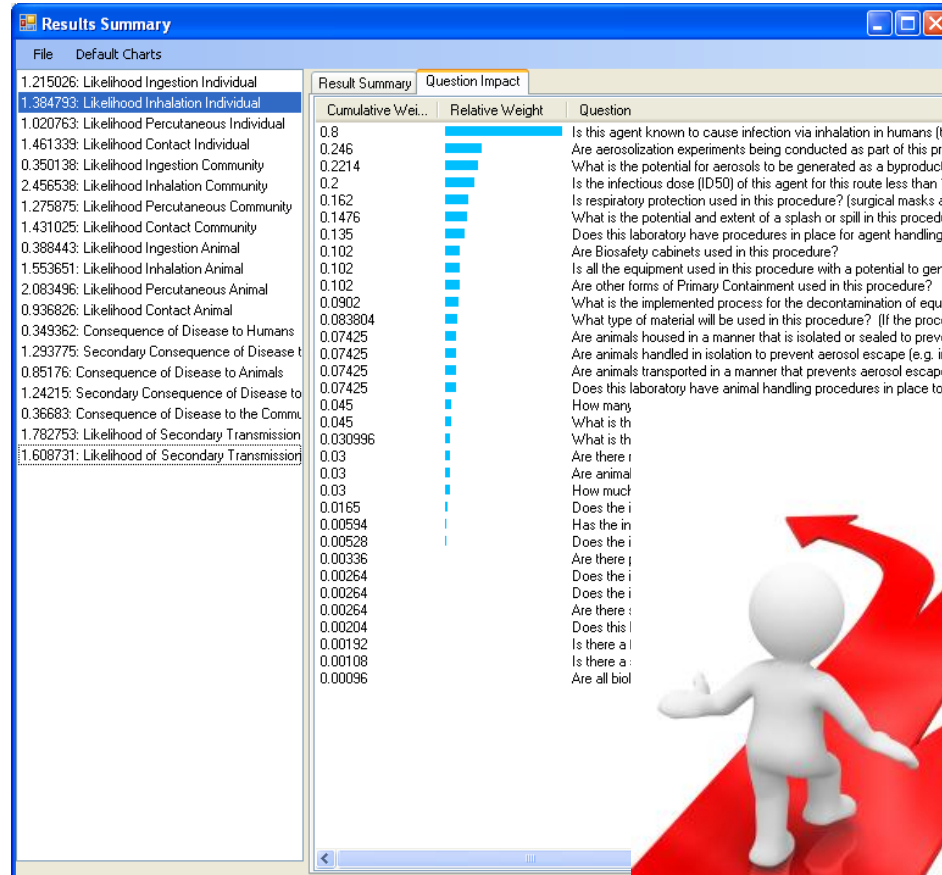 Results Summary
File Default Charts
1.215026: Likelihood Ingestion Individual
1.384793: Likelihood Inhalation Individual
1.020763: Likelihood Percutaneous Individual
1.461339: Likelihood Contact Individual
0.350138: Likelihood Ingestion Community
2.456538: Likelihood Inhalation Community
1.275875: Likelihood Percutaneous Community
1.431025: Likelihood Contact Community
0.388443: Likelihood Ingestion Animal
1.553651: Likelihood Inhalation Animal
2.083496: Likelihood Percutaneous Animal
0.936826: Likelihood Contact Animal
0.349362: Consequence of Disease to Humans
1.293775: Secondary Consequence of Disease t
0.85176: Consequence of Disease to Animals
1.24215: Secondary Consequence of Disease to
0.36683: Consequence of Disease to the Commu
1.782753: Likelihood of Secondary Transmission
1.608731: Likelihood of Secondary Transmission
Result Summary Question Impact
Cumulative Wei... Relative Weight Question
0.8 Is this agent known to cause infection via inhalation in humans (t
0.246 Are aerosolization experiments being conducted as part of this pr
0.2214 What is the potential for aerosols to be generated as a byproduct
0.2 Is the infectious dose (ID50) of this agent for this route less than
0.162 Is respiratory protection used in this procedure? (surgical masks a
0.1476 What is the potential and extent of a splash or spill in this procedu
0.135 Does this laboratory have procedures in place for agent handling
0.102 Are Biosafety cabinets used in this procedure?
0.102 Is all the equipment used in this procedure with a potential to ger
0.102 Are other forms of Primary Containment used in this procedure?
0.0902 What is the implemented process for the decontamination of equ
0.083804 What type of material will be used in this procedure? (If the proce
0.07425 Are animals housed in a manner that is isolated or sealed to preve
0.07425 Are animals handled in isolation to prevent aerosol escape (e.g. i
0.07425 Are animals transported in a manner that prevents aerosol escape
0.07425 Does this laboratory have animal handling procedures in place to
0.045 How many
0.045 What is th
0.030996 What is th
0.03 Are there r
0.03 Are animal
0.03 How much
0.0165 Does the i
0.00594 Has the in
0.00528 Does the i
0.00336 Are there p
0.00264 Does the i
0.00264 Does the i
0.00264 Are there s
0.00204 Does this l
0.00192 Is there a l
0.00108 Is there a s
0.00096 Are all biol